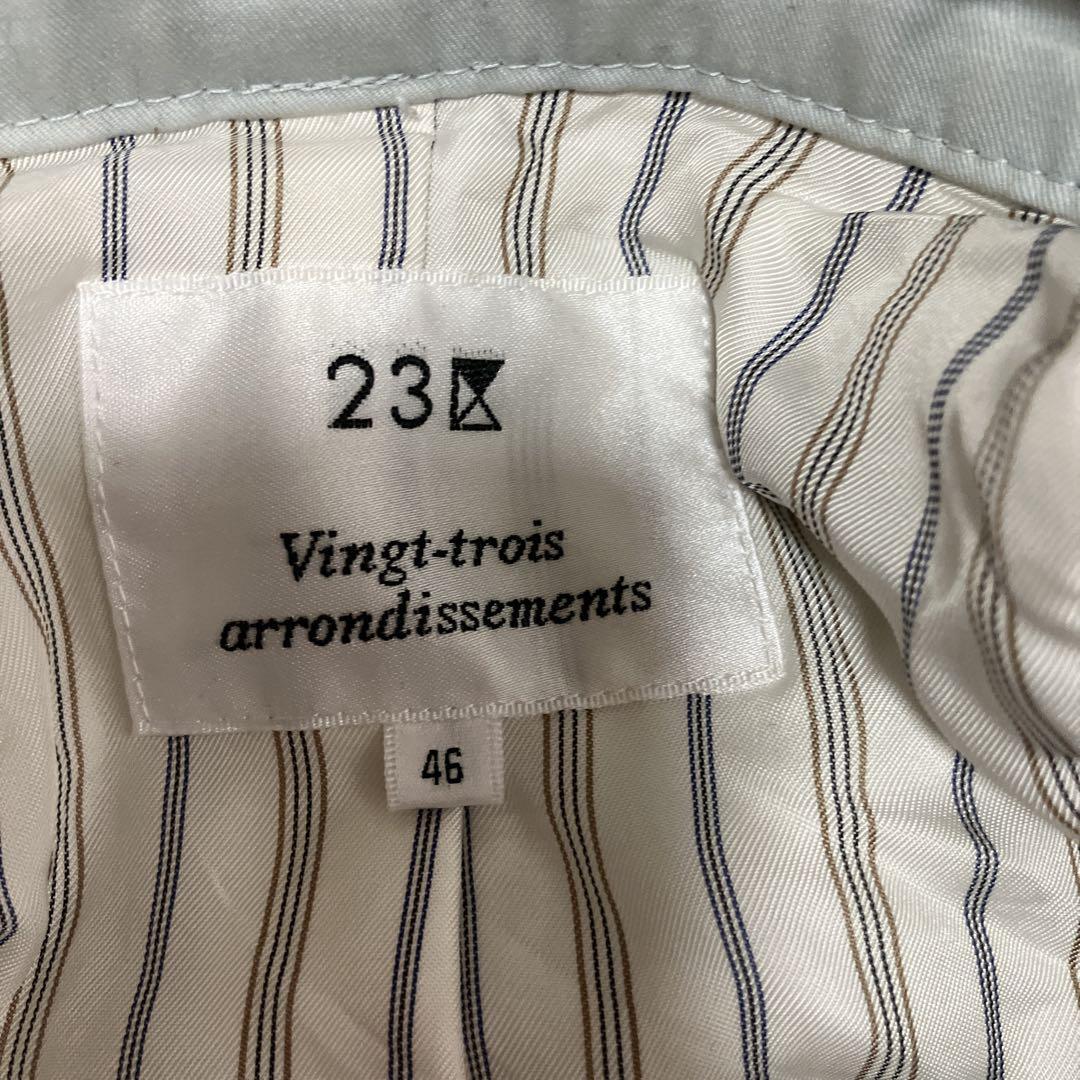 23区
Vingt-trois
arrondissements
46